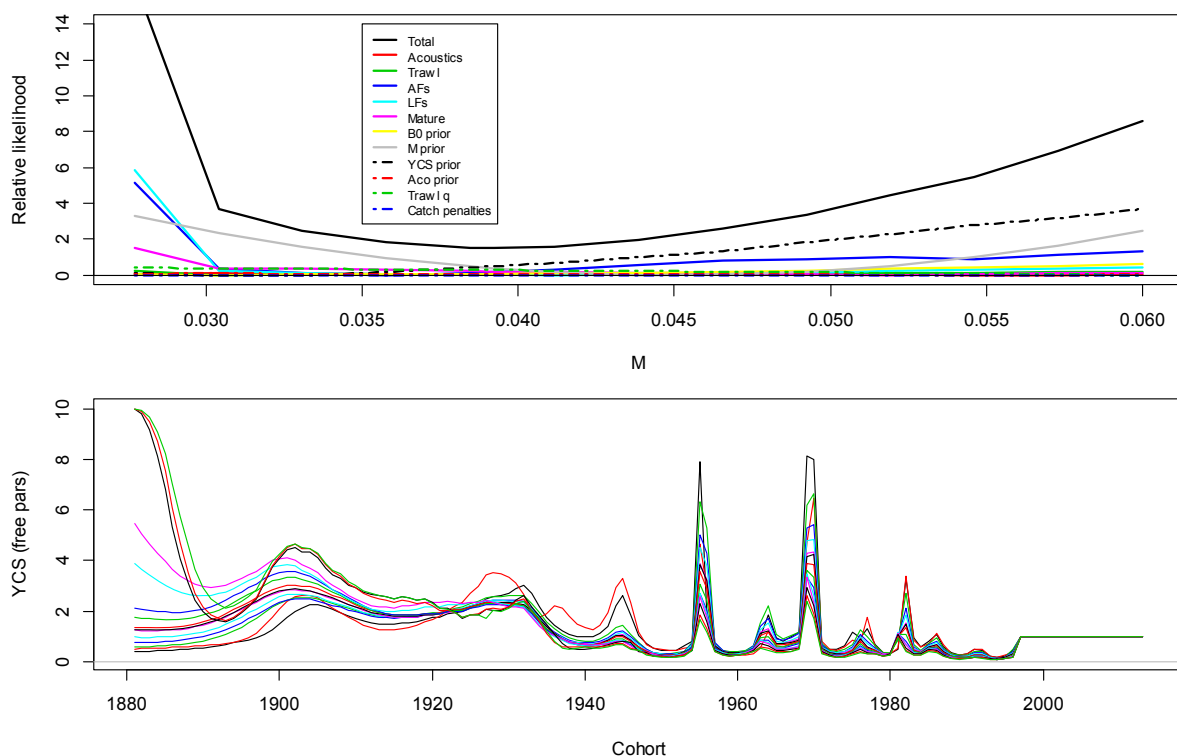 14
12
10
8
6
4
2
0
Relative likelihood
Total
Acoustics
Trawl
AFs
LFs
Mature
B0 prior
M prior
YCS prior
Aco prior
Trawl q
Catch penalties
0.030 0.035 0.040 0.045 0.050 0.055 0.060
M
10
8
6
4
2
0
YCS (free pars)
1880 1900 1920 1940 1960 1980 2000
Cohort